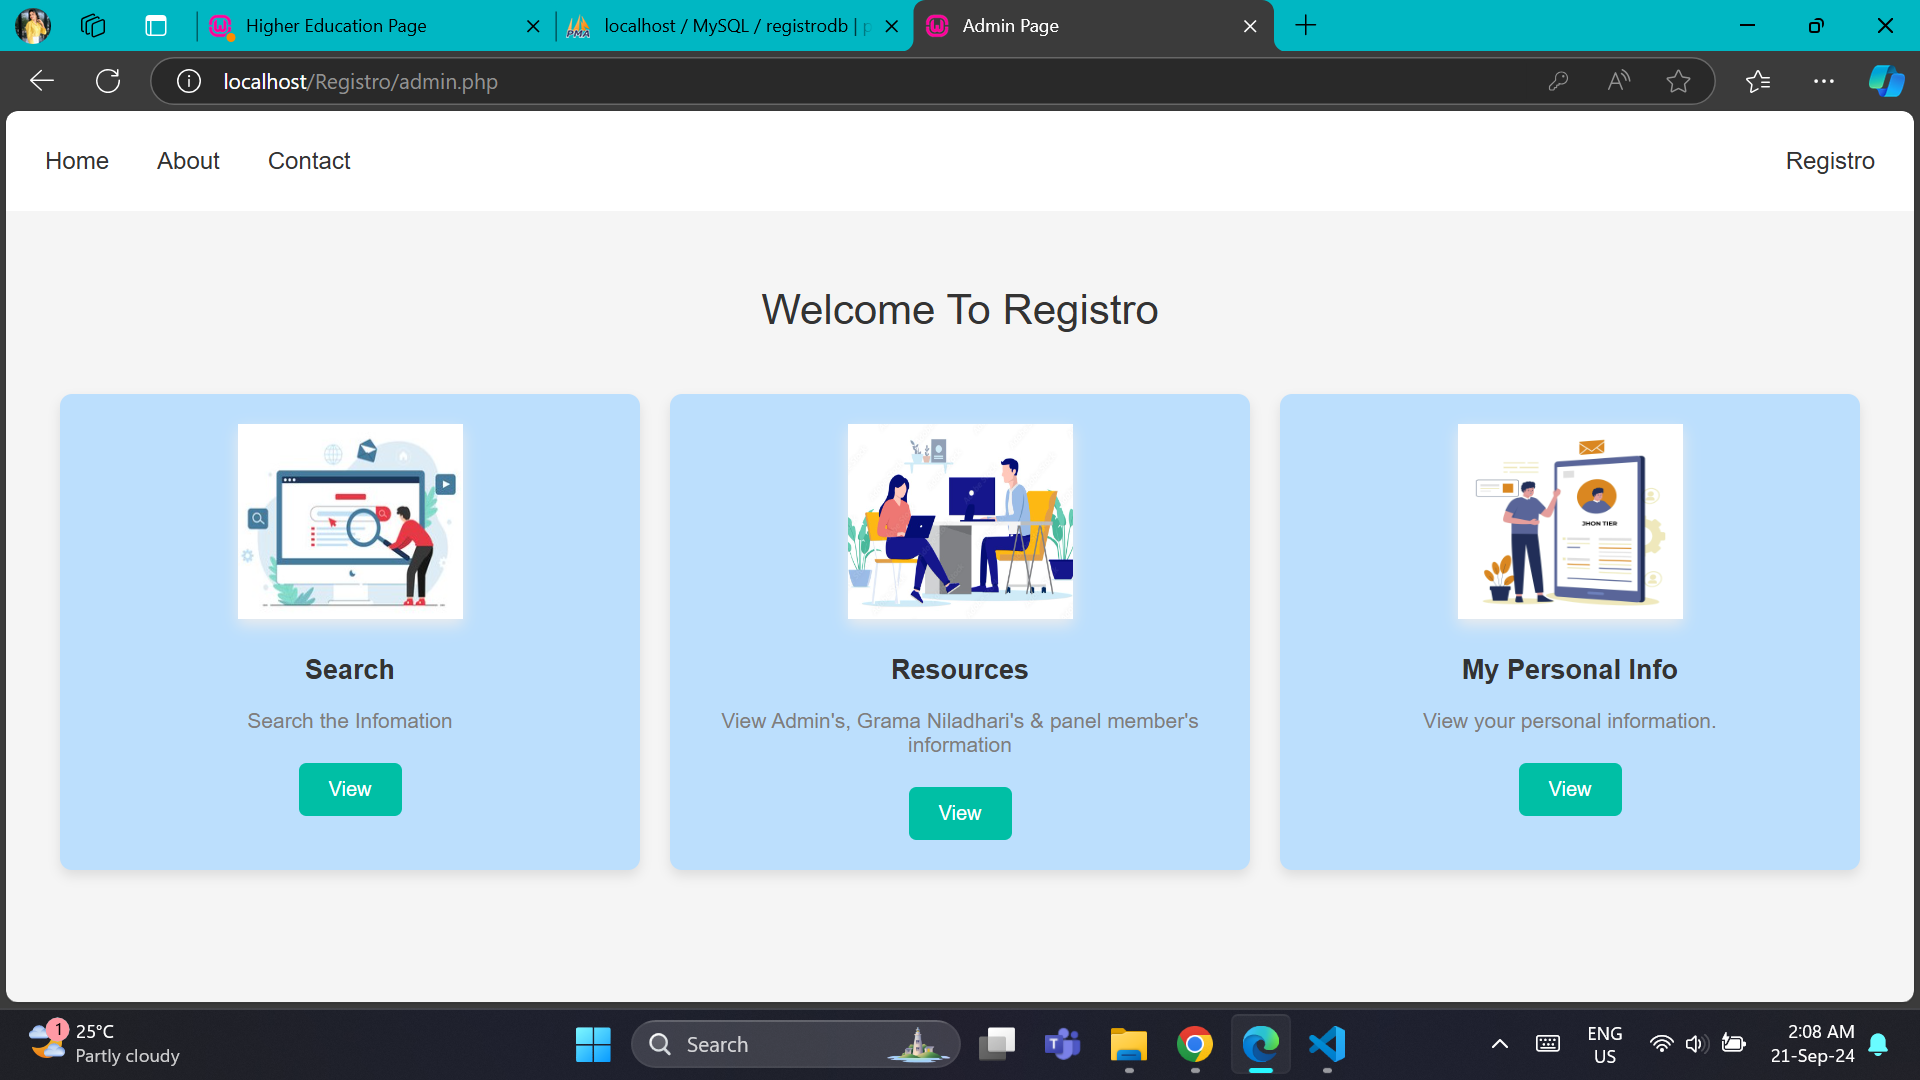 Higher Education Page
localhost / MySQL / registrodb | p
Admin Page
localhost/Registro/admin.php
Home
About
Contact
Registro
Welcome To Registro
JHON TIER
Search
Search the Infomation
View
Resources
View Admin's, Grama Niladhari's & panel member's
information
View
My Personal Info
View your personal information.
View
1
25°C
Partly cloudy
Search
ENG
US
2:08 AM
21-Sep-24